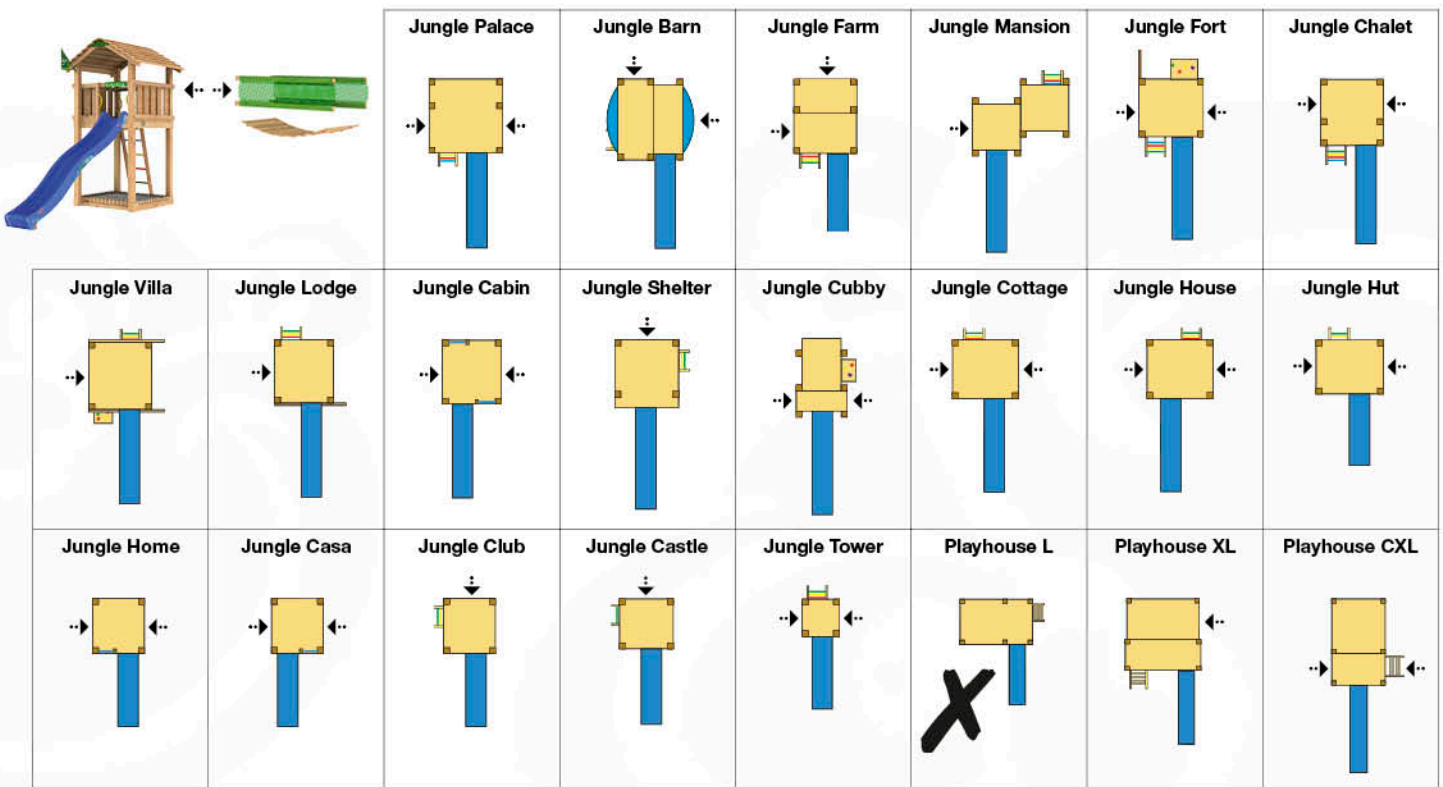 Jungle Palace
Jungle Barn
Jungle Farm
Jungle Mansion
Jungle Fort
Jungle Chalet
Jungle Villa
Jungle Lodge
Jungle Cabin
Jungle Shelter
Jungle Cubby
Jungle Cottage
Jungle House
Jungle Hut
Jungle Home
Jungle Casa
Jungle Club
Jungle Castle
Jungle Tower
Playhouse L
Playhouse XL
Playhouse CXL